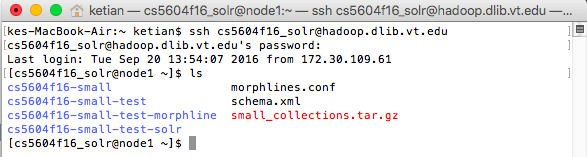 cs5604f16_solr@node1:~ — ssh cs5604f16_solr@hadoop.dlib.vt.edu
[kes-MacBook-Air:~ ketian$ ssh cs5604f16_solr@hadoop.dlib.vt.edu
[cs5604f16_solr@hadoop.dlib.vt.edu's password:
Last login: Tue Sep 20 13:54:07 2016 from 172.30.109.61
[[cs5604f16_solr@node1 ~]$ ls
cs5604f16-small morphlines.conf
cs5604f16-small-test schema.xml
cs5604f16-small-test-morphline small_collections.tar.gz
cs5604f16-small-test-solr
[cs5604f16_solr@node1 ~]$